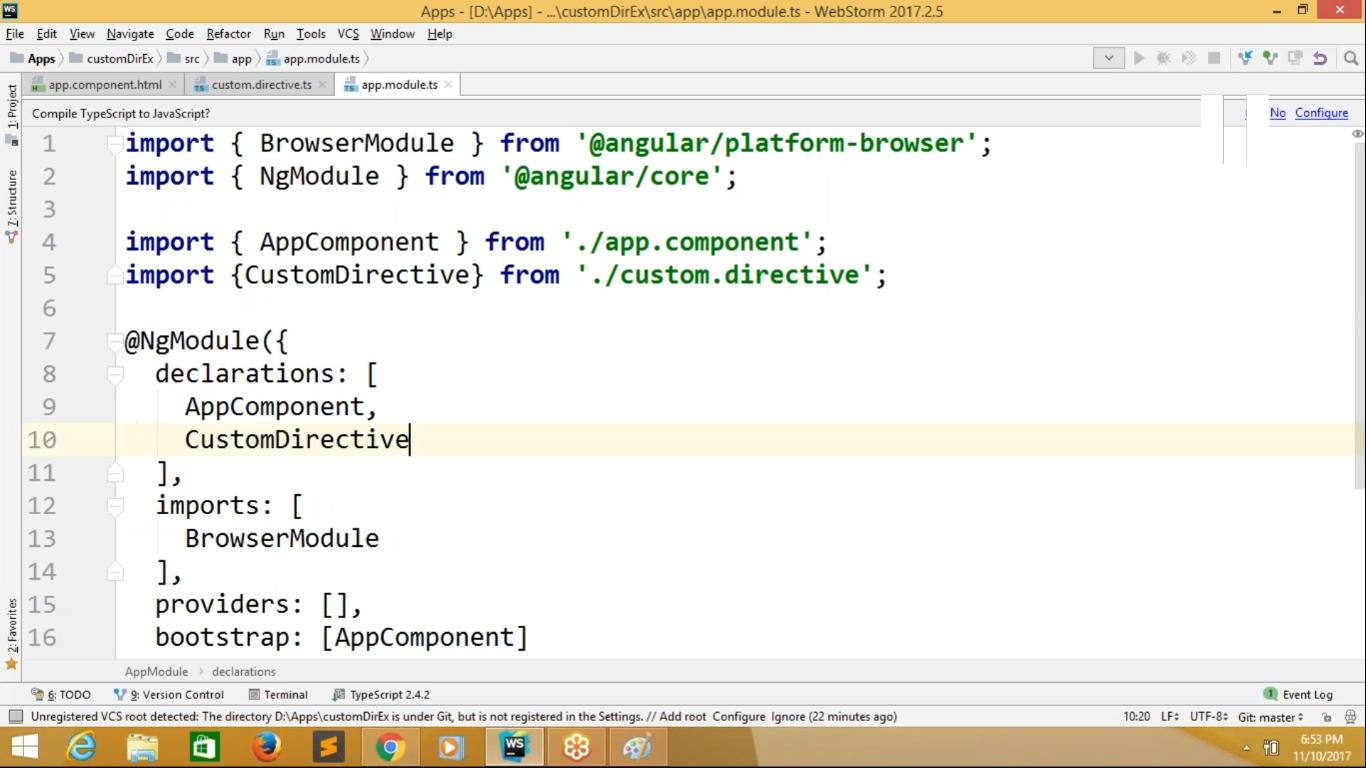 WS
Apps - [D:\Apps] - ...\customDirEx\src\app\app.module.ts - WebStorm 2017.2.5
File Edit View Navigate Code Refactor Run Tools VCS Window Help
Apps customDirEx src app app.module.ts
app.component.html custom.directive.ts app.module.ts
Compile TypeScript to JavaScript? No Configure
1: Project
7: Structure
2: Favorites
1 import { BrowserModule } from '@angular/platform-browser';
2 import { NgModule } from '@angular/core';
3
4 import { AppComponent } from './app.component';
5 import {CustomDirective} from './custom.directive';
6
7 @NgModule({
8 declarations: [
9 AppComponent,
10 CustomDirective
11 ],
12 imports: [
13 BrowserModule
14 ],
15 providers: [],
16 bootstrap: [AppComponent]
AppModule › declarations
6: TODO 9: Version Control Terminal TypeScript 2.4.2 1 Event Log
Unregistered VCS root detected: The directory D:\Apps\customDirEx is under Git, but is not registered in the Settings. // Add root Configure Ignore (22 minutes ago) 10:20 LF UTF-8 Git: master
WS
6:53 PM
11/10/2017